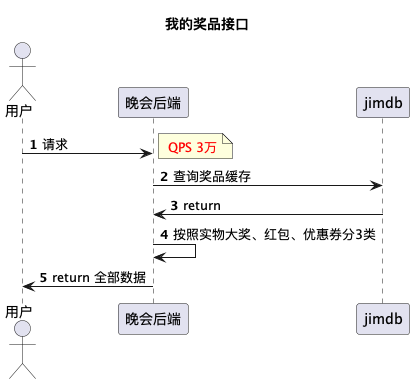 我的奖品接口
用户 晚会后端 jimdb
1 请求
QPS 3万
2 查询奖品缓存
3 return
4 按照实物大奖、红包、优惠券分3类
5 return 全部数据
用户 晚会后端 jimdb